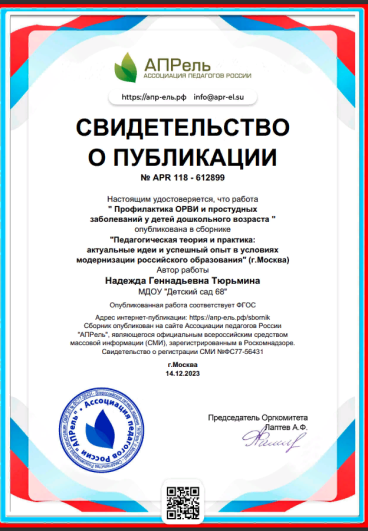 АПРель
АССОЦИАЦИЯ ПЕДАГОГОВ РОССИИ
https://апр-ель.рф info@apr-el.su
СВИДЕТЕЛЬСТВО
О ПУБЛИКАЦИИ
№ APR 118 - 612899
Настоящим удостоверяется, что работа
" Профилактика ОРВИ и простудных
заболеваний у детей дошкольного возраста "
опубликована в сборнике
"Педагогическая теория и практика:
актуальные идеи и успешный опыт в условиях
модернизации российского образования" (г.Москва)
Автор работы
Надежда Геннадьевна Тюрьмина
МДОУ "Детский сад 68"
Опубликованная работа соответствует ФГОС
Адрес интернет-публикации: https://апр-ель.рф/sbornik
Сборник опубликован на сайте Ассоциации педагогов России
"АПРель", являющегося официальным всероссийским средством
массовой информации (СМИ), зарегистрированным в Роскомнадзоре.
Свидетельство о регистрации СМИ №ФС77-56431
г.Москва
14.12.2023
Председатель Оргкомитета
Лаптев А.Ф.
"АПРель" - Ассоциация педагогов России